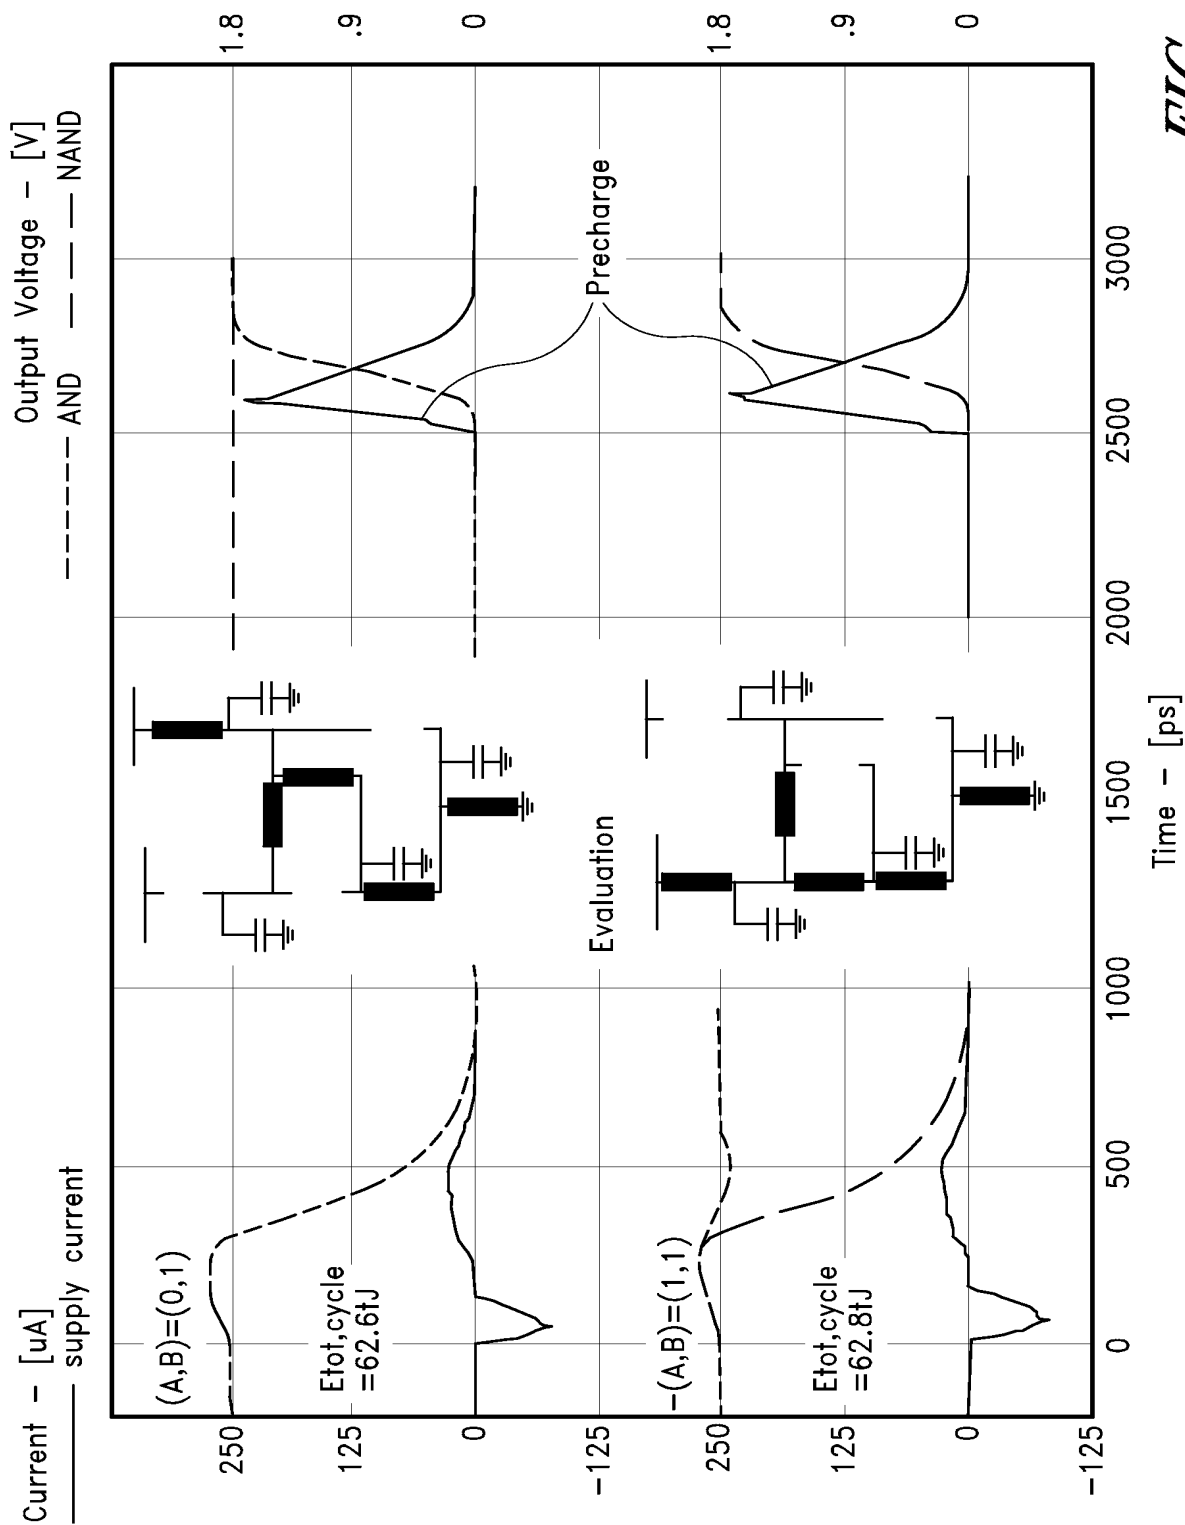 Current - [uA]
supply current
Output Voltage - [V]
AND NAND
250
125
0
-125
250
125
0
-125
1.8
.9
0
1.8
.9
0
(A,B)=(0,1)
Etot,cycle
=62.6fJ
Evaluation
Precharge
-(A,B)=(1,1)
Etot,cycle
=62.8fJ
0
500
1000
1500
2000
2500
3000
Time - [ps]